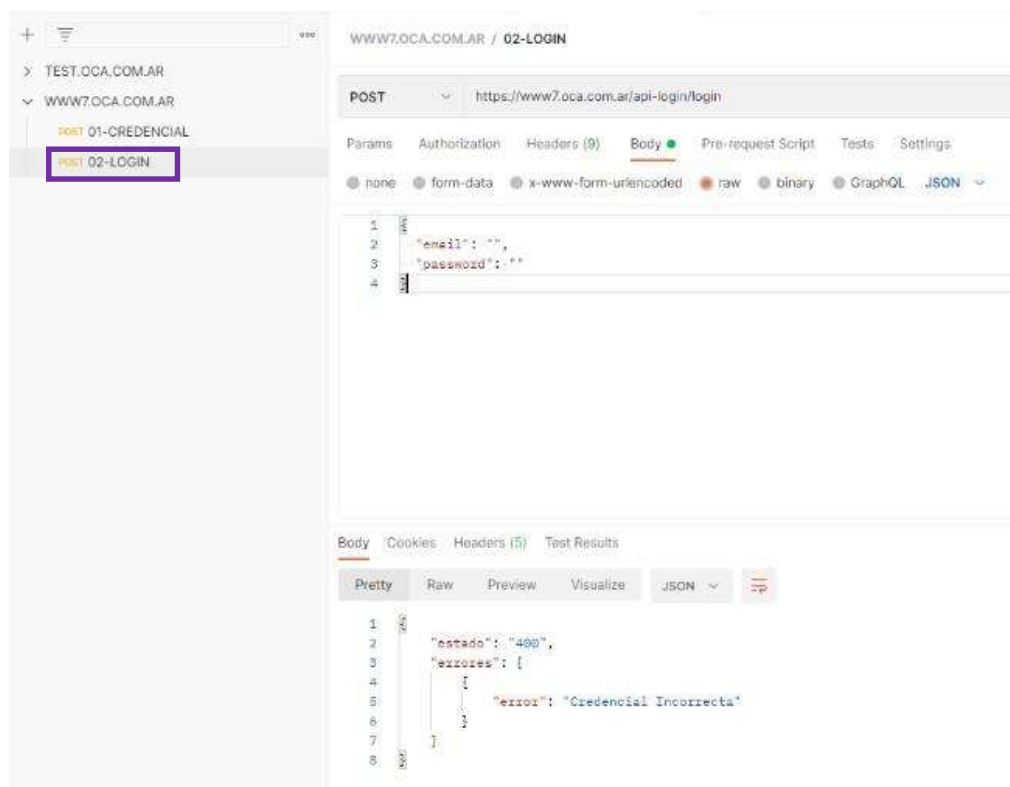 WWW7.OCA.COM.AR / 02-LOGIN
TEST.OCA.COM.AR
WWW7.OCA.COM.AR
POST 01-CREDENCIAL
POST 02-LOGIN
POST https://www7.oca.com.ar/api-login/login
Params Authorization Headers (9) Body Pre-request Script Tests Settings
none form-data x-www-form-urlencoded raw binary GraphQL JSON
1 {
2 "email": "",
3 "password": ""
4 }
Body Cookies Headers (5) Test Results
Pretty Raw Preview Visualize JSON
1 {
2 "estado": "400",
3 "errores": [
4 {
5 "error": "Credencial Incorrecta"
6 }
7 ]
8 }